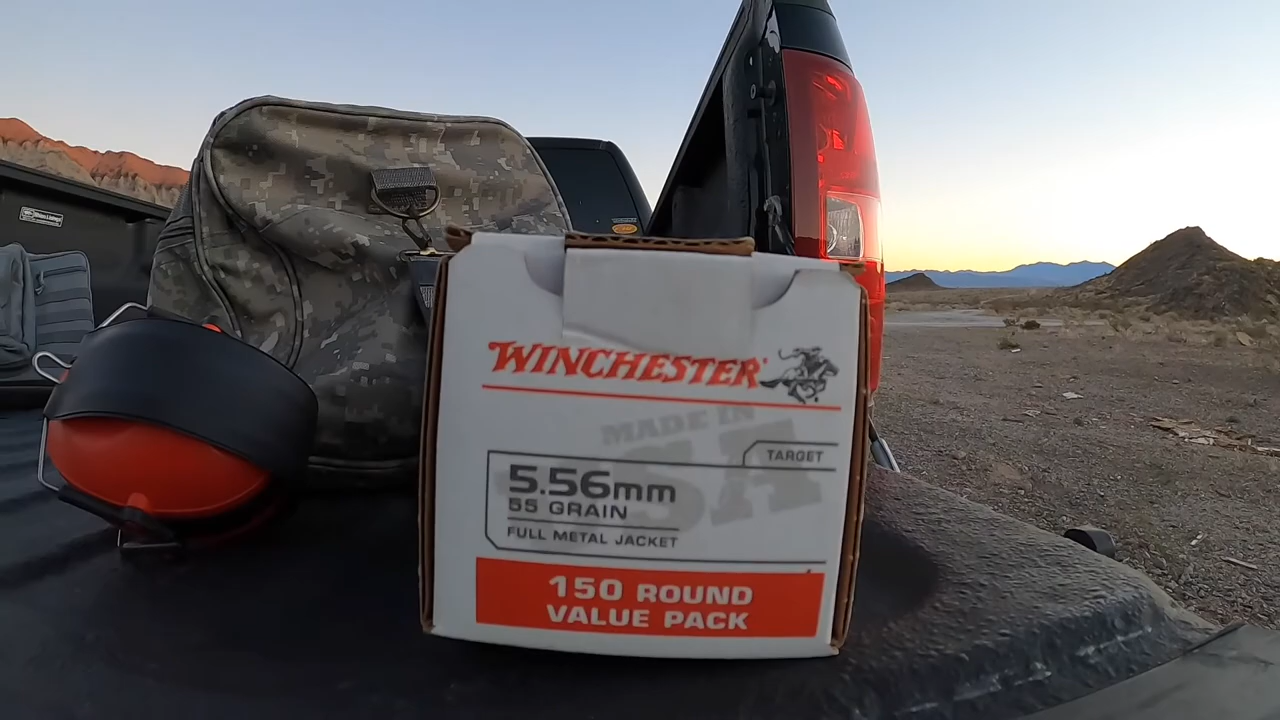 WINCHESTER
MADE IN
USA
TARGET
5.56mm
55 GRAIN
FULL METAL JACKET
150 ROUND
VALUE PACK